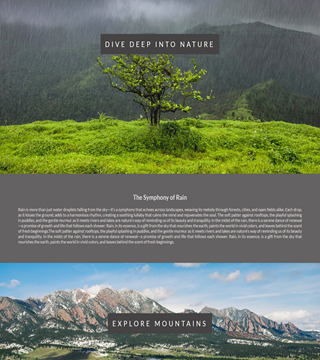 DIVE DEEP INTO NATURE
The Symphony of Rain
Rain is more than just water droplets falling from the sky—it's a symphony that echoes across landscapes, weaving its melody through forests, cities, and open fields alike. Each drop,
as it kisses the ground, adds to a harmonious rhythm, creating a soothing lullaby that calms the mind and rejuvenates the soul. The soft patter against rooftops, the playful splashing
in puddles, and the gentle murmur as it meets rivers and lakes are nature's way of reminding us of its beauty and tranquility. In the midst of the rain, there is a serene dance of renewal
—a promise of growth and life that follows each shower. Rain, in its essence, is a gift from the sky that nourishes the earth, paints the world in vivid colors, and leaves behind the scent
of fresh beginnings.The soft patter against rooftops, the playful splashing in puddles, and the gentle murmur as it meets rivers and lakes are nature's way of reminding us of its beauty
and tranquility. In the midst of the rain, there is a serene dance of renewal—a promise of growth and life that follows each shower. Rain, in its essence, is a gift from the sky that
nourishes the earth, paints the world in vivid colors, and leaves behind the scent of fresh beginnings.
EXPLORE MOUNTAINS